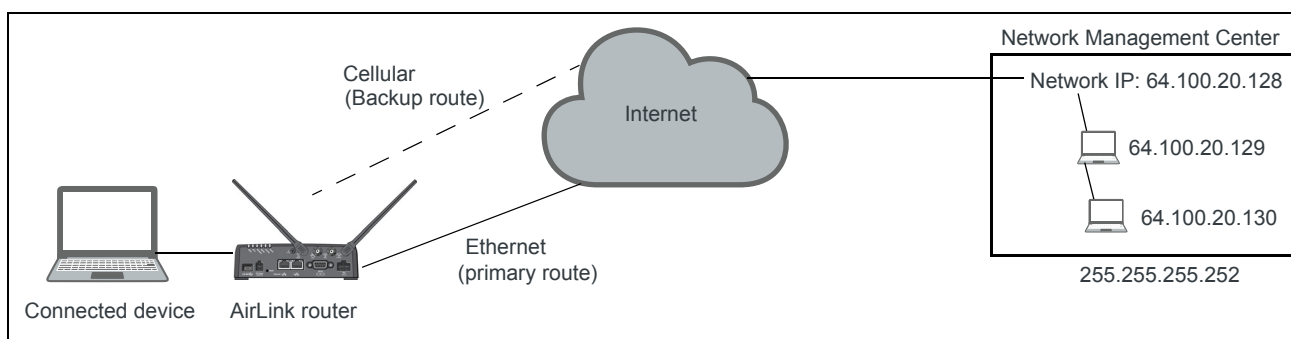 Network Management Center
Cellular
(Backup route)
Network IP: 64.100.20.128
Internet
64.100.20.129
64.100.20.130
Ethernet
(primary route)
255.255.255.252
Connected device
AirLink router